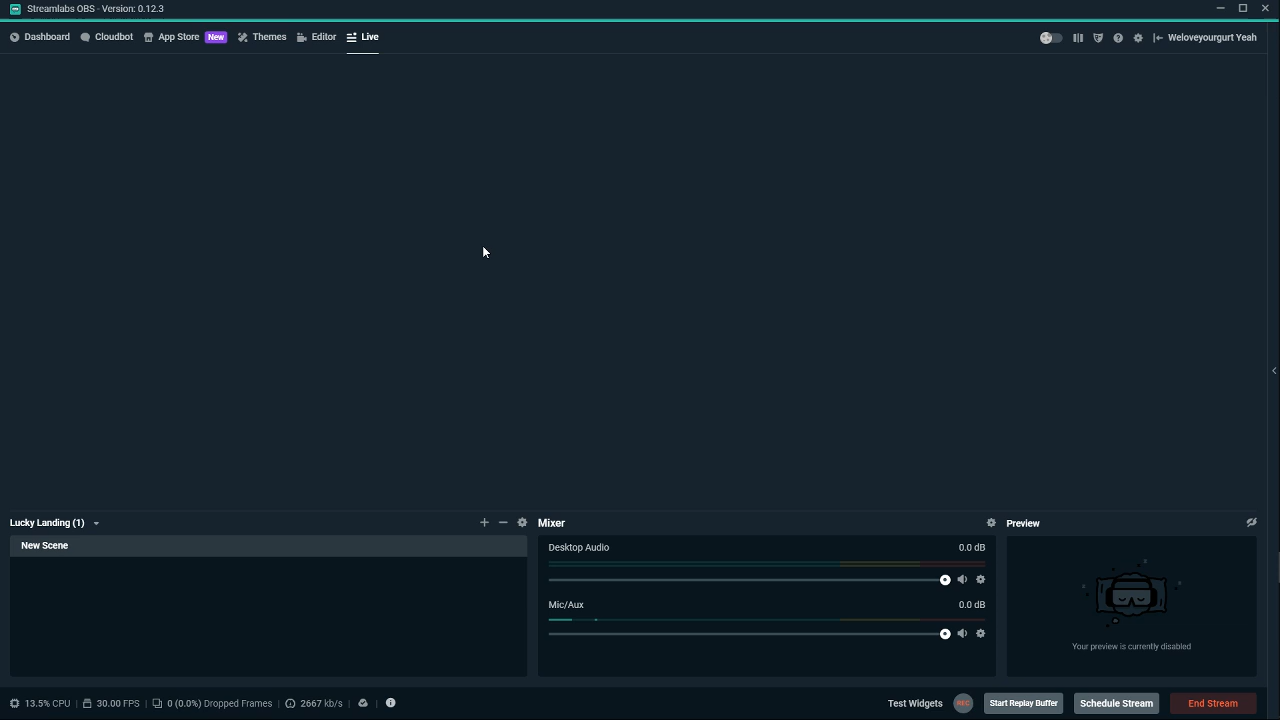 Streamlabs OBS - Version: 0.12.3
Dashboard Cloudbot App Store New Themes Editor Live Weloveyourgurt Yeah
Lucky Landing (1)
New Scene
Mixer
Desktop Audio 0.0 dB
Mic/Aux 0.0 dB
Preview
Your preview is currently disabled
13.5% CPU 30.00 FPS 0 (0.0%) Dropped Frames 2667 kb/s Test Widgets REC Start Replay Buffer Schedule Stream End Stream